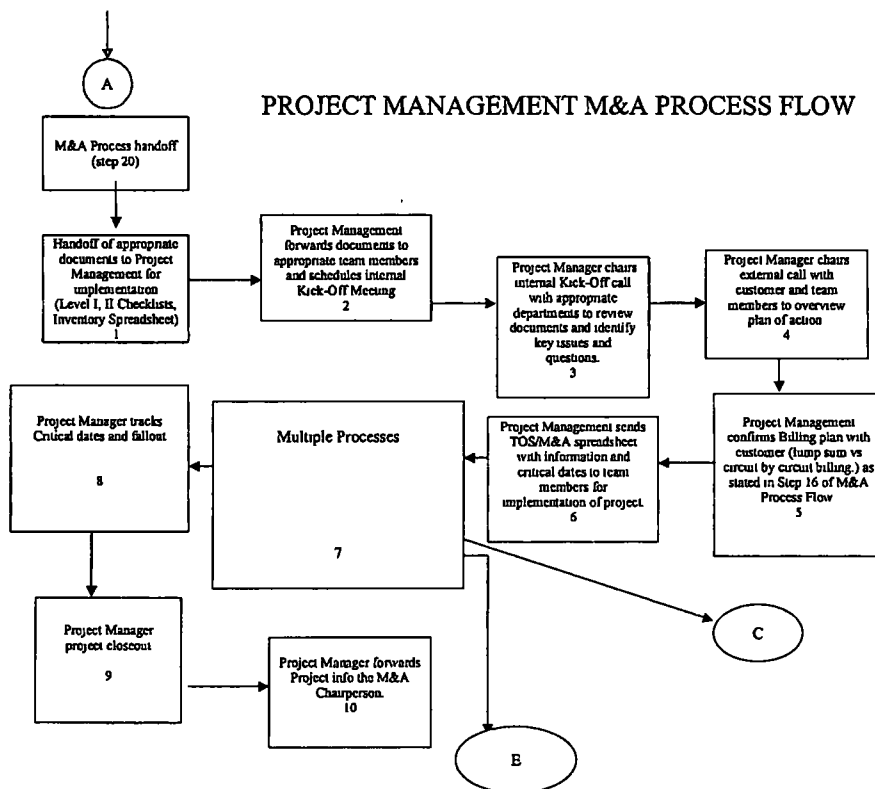 A
PROJECT MANAGEMENT M&A PROCESS FLOW
M&A Process handoff
(step 20)
Handoff of appropriate
documents to Project
Management for
implementation
(Level I, II Checklists,
Inventory Spreadsheet)
1
Project Management
forwards documents to
appropriate team members
and schedules internal
Kick-Off Meeting
2
Project Manager chairs
internal Kick-Off call
with appropriate
departments to review
documents and identify
key issues and
questions.
3
Project Manager chairs
external call with
customer and team
members to overview
plan of action
4
Project Management
confirms Billing plan with
customer (lump sum vs
circuit by circuit billing.) as
stated in Step 16 of M&A
Process Flow
5
Project Management sends
TOS/M&A spreadsheet
with information and
critical dates to team
members for
implementation of project.
6
Multiple Processes
7
Project Manager tracks
Critical dates and fallout
8
Project Manager
project closeout
9
Project Manager forwards
Project info the M&A
Chairperson.
10
C
E